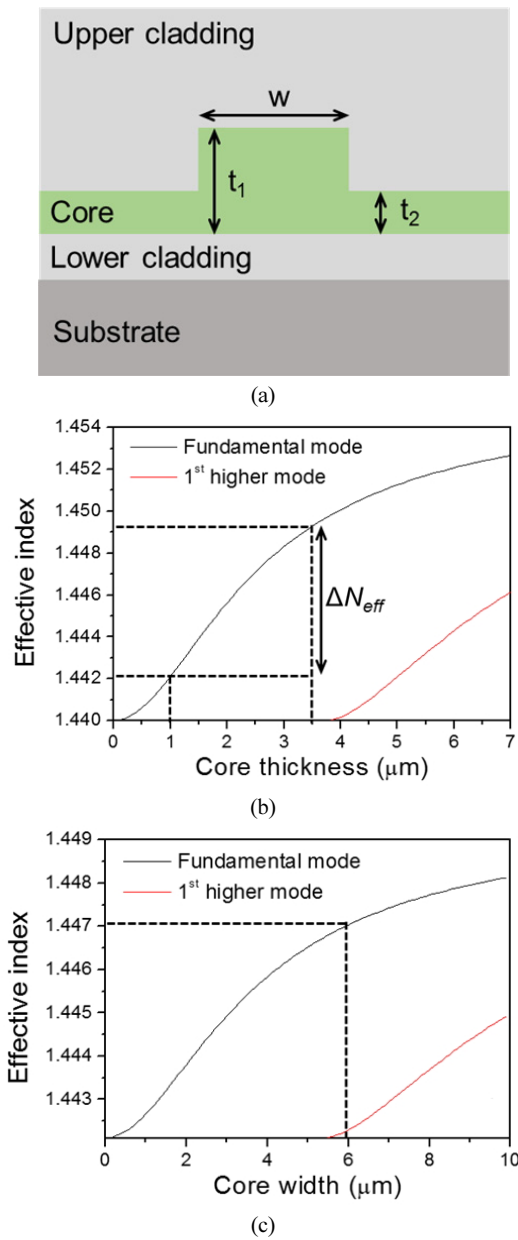 Upper cladding
w
t1
Core
t2
Lower cladding
Substrate
(a)
1.454
1.452
1.450
1.448
1.446
1.444
1.442
1.440
Effective index
Fundamental mode
1st higher mode
ΔNeff
0 1 2 3 4 5 6 7
Core thickness (μm)
(b)
1.449
1.448
1.447
1.446
1.445
1.444
1.443
Effective index
Fundamental mode
1st higher mode
0 2 4 6 8 10
Core width (μm)
(c)